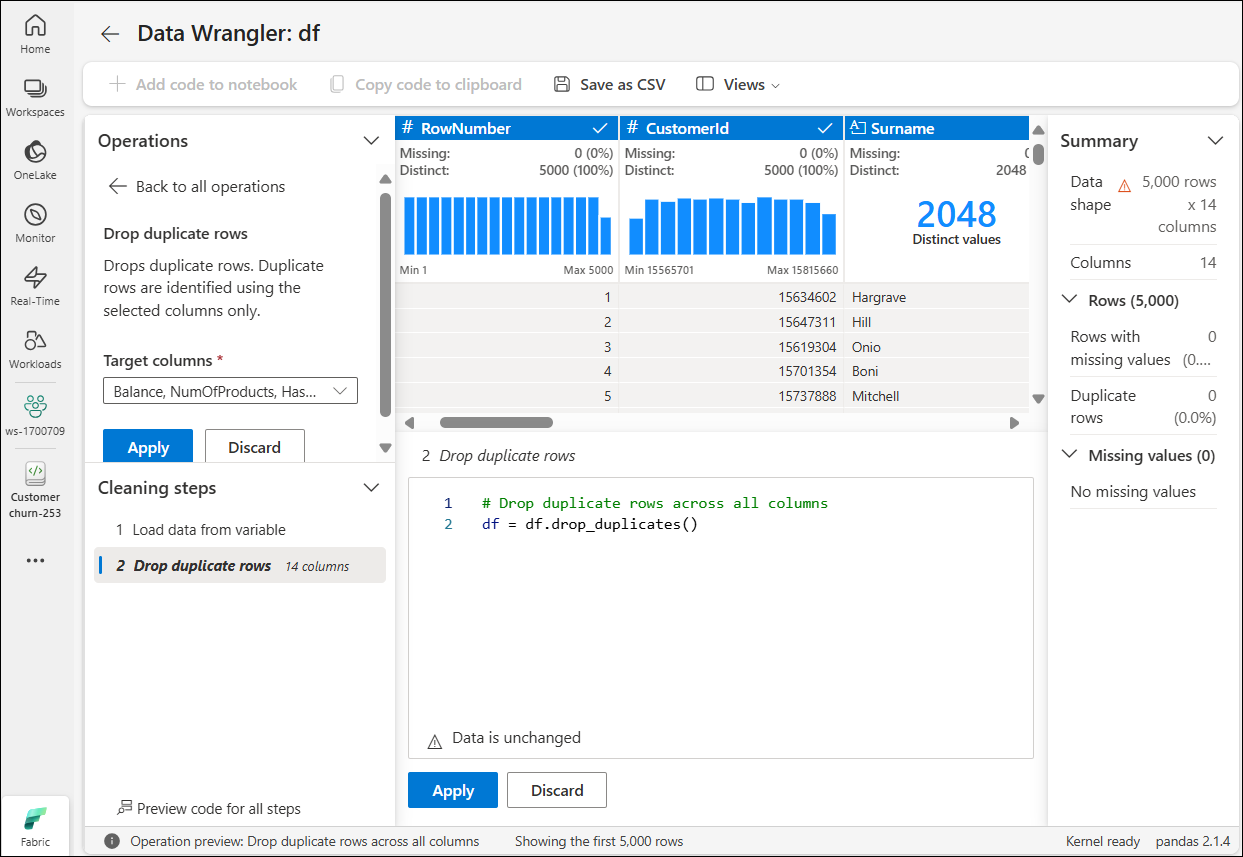 Home
Workspaces
OneLake
Monitor
Real-Time
Workloads
ws-1700709
Customer
churn-253
Fabric
Data Wrangler: df
Add code to notebook
Copy code to clipboard
Save as CSV
Views
Operations
Back to all operations
Drop duplicate rows
Drops duplicate rows. Duplicate
rows are identified using the
selected columns only.
Target columns *
Balance, NumOfProducts, Has...
Apply
Discard
Cleaning steps
1 Load data from variable
2 Drop duplicate rows 14 columns
Preview code for all steps
# RowNumber
Missing: 0 (0%)
Distinct: 5000 (100%)
Min 1 Max 5000
# CustomerId
Missing: 0 (0%)
Distinct: 5000 (100%)
Min 15565701 Max 15815660
A Surname
Missing:
Distinct: 2048
2048
Distinct values
1 15634602 Hargrave
2 15647311 Hill
3 15619304 Onio
4 15701354 Boni
5 15737888 Mitchell
2 Drop duplicate rows
1 # Drop duplicate rows across all columns
2 df = df.drop_duplicates()
Data is unchanged
Apply
Discard
Summary
Data 5,000 rows
shape x 14
columns
Columns 14
Rows (5,000)
Rows with 0
missing values (0....
Duplicate 0
rows (0.0%)
Missing values (0)
No missing values
Operation preview: Drop duplicate rows across all columns
Showing the first 5,000 rows
Kernel ready
pandas 2.1.4